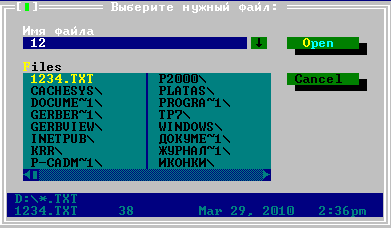 Выберите нужный файл:
Имя файла
12
Open
Files
1234.TXT
CACHESYS\
DOCUME~1\
GERBER~1\
GERBVIEW\
INETPUB\
KRR\
P-CADM~1\
P2000\
PLATAS\
PROGRA~1\
TP7\
WINDOWS\
ДОКУМЕ~1\
ЖУРНАЛ~1\
ИКОНКИ\
Cancel
D:\*.TXT
1234.TXT 38 Mar 29, 2010 2:36pm